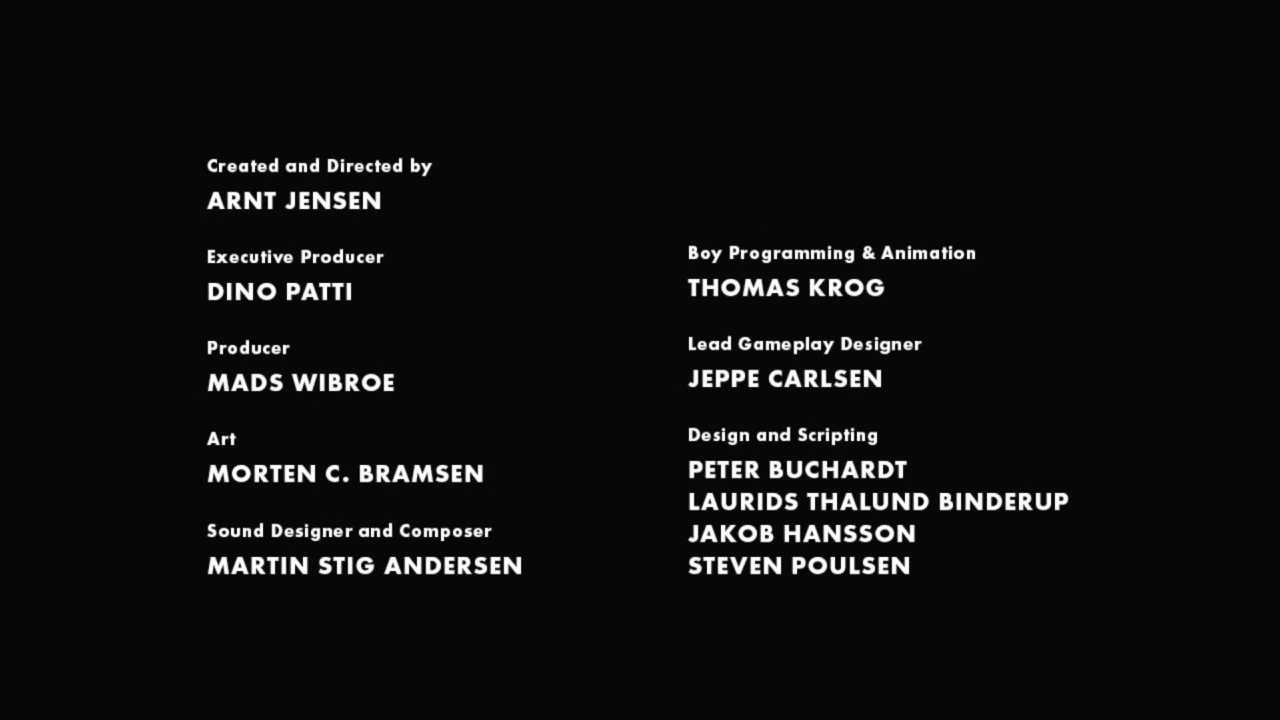 Created and Directed by
ARNT JENSEN
Executive Producer
DINO PATTI
Producer
MADS WIBROE
Art
MORTEN C. BRAMSEN
Sound Designer and Composer
MARTIN STIG ANDERSEN
Boy Programming & Animation
THOMAS KROG
Lead Gameplay Designer
JEPPE CARLSEN
Design and Scripting
PETER BUCHARDT
LAURIDS THALUND BINDERUP
JAKOB HANSSON
STEVEN POULSEN